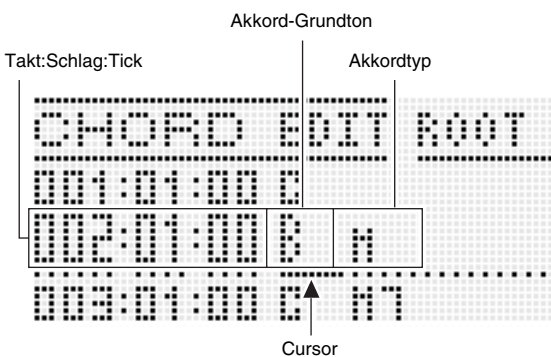 Akkord-Grundton
Takt:Schlag:Tick
Akkordtyp
CHORD EDIT ROOT
001:01:00 C
002:01:00 B M
003:01:00 C M7
Cursor